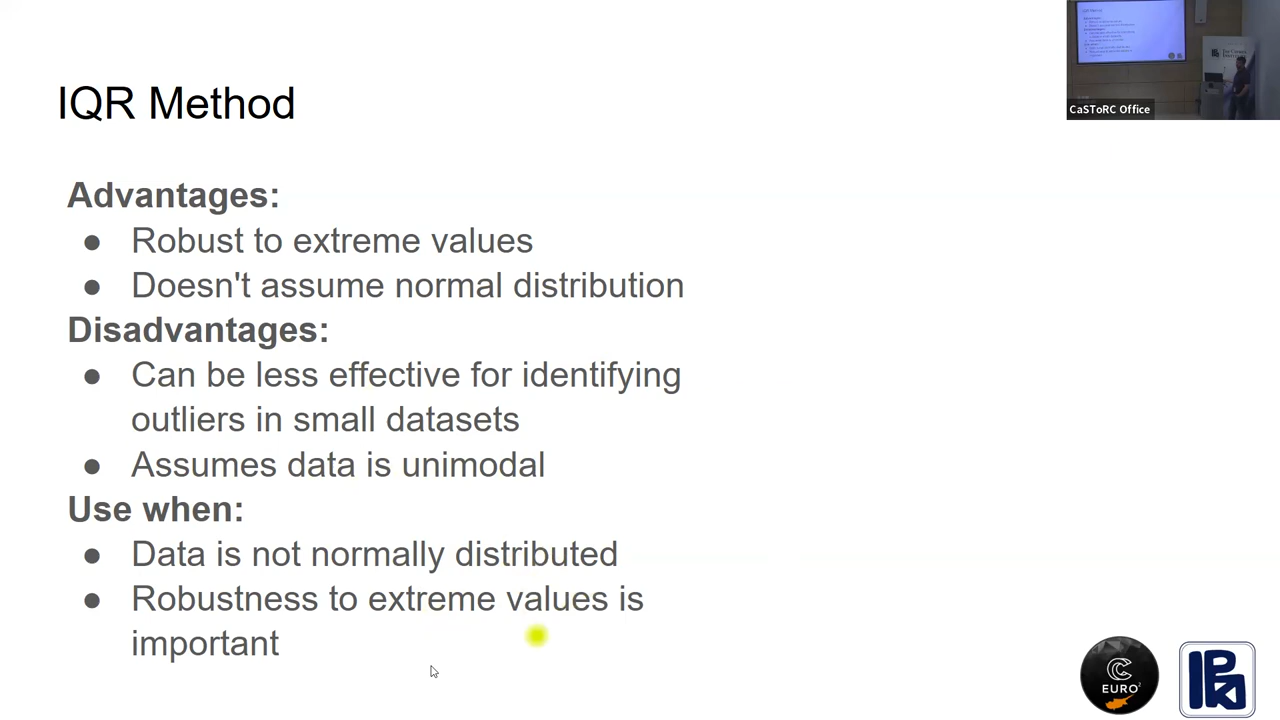 CaSToRC Office
IQR Method
Advantages:
● Robust to extreme values
● Doesn't assume normal distribution
Disadvantages:
● Can be less effective for identifying
outliers in small datasets
● Assumes data is unimodal
Use when:
● Data is not normally distributed
● Robustness to extreme values is
important
EURO²